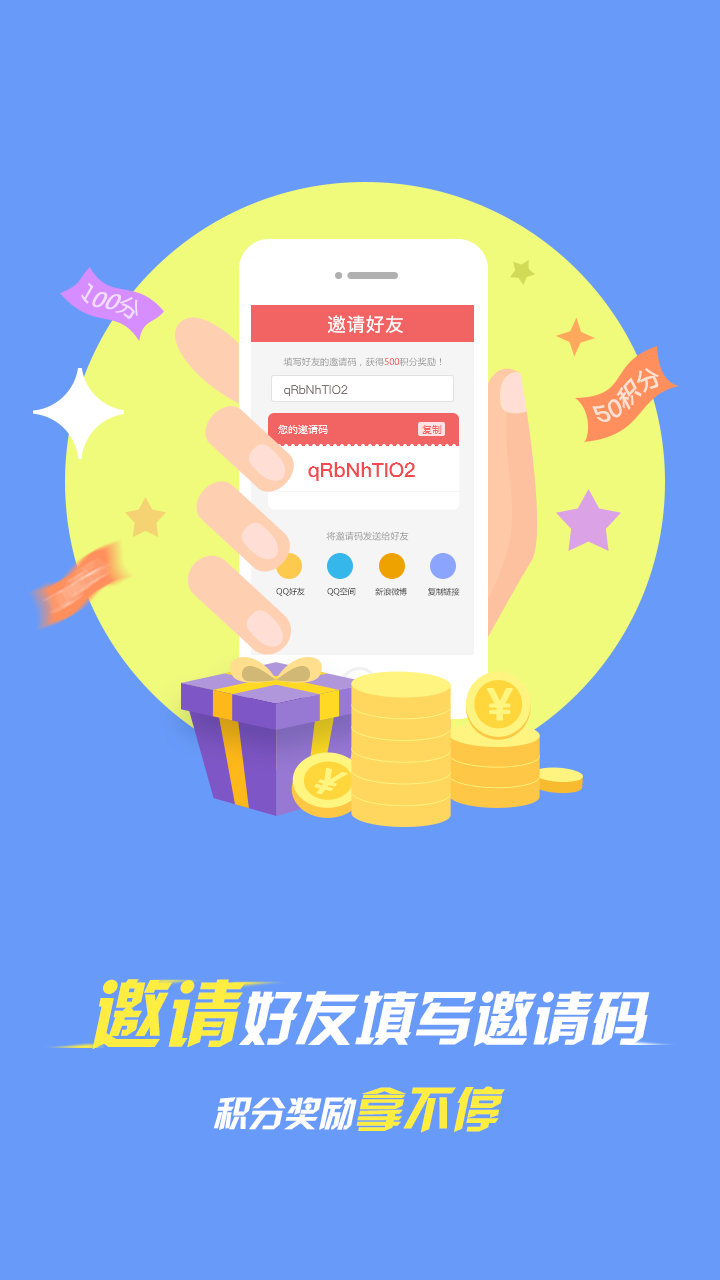 100分
50积分
邀请好友
填写好友的邀请码，获得500积分奖励！
qRbNhTlO2
您的邀请码 复制
qRbNhTlO2
将邀请码发送给好友
QQ好友 QQ空间 新浪微博 复制链接
¥
¥
邀请好友填写邀请码
积分奖励拿不停